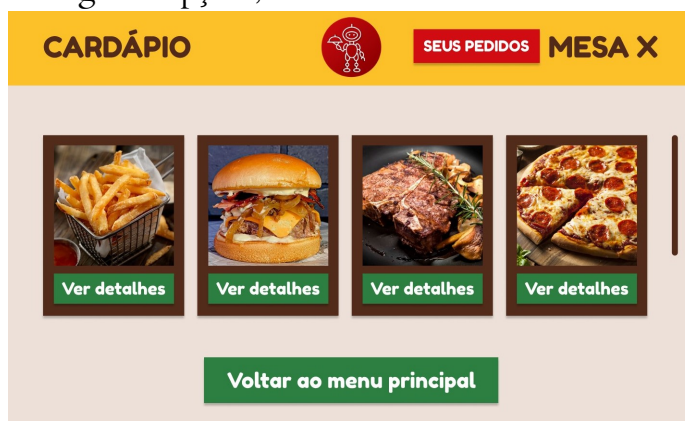 CARDÁPIO
SEUS PEDIDOS
MESA X
Ver detalhes
Ver detalhes
Ver detalhes
Ver detalhes
Voltar ao menu principal